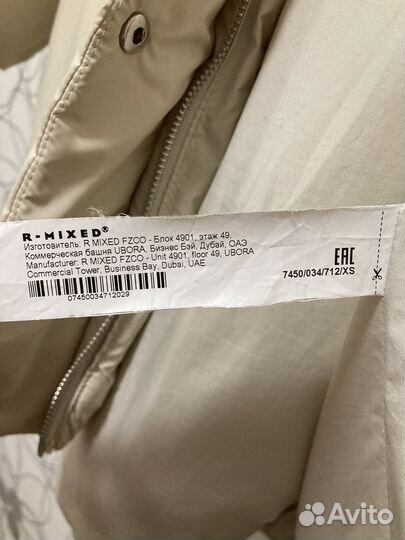 R-MIXED®
Изготовитель: R MIXED FZCO - Блок 4901, этаж 49,
Коммерческая башня UBORA, Бизнес Бэй, Дубай, ОАЭ
Manufacturer: R MIXED FZCO - Unit 4901, floor 49, UBORA
Commercial Tower, Business Bay, Dubai, UAE
07450034712029
EAC
7450/034/712/XS
Avito